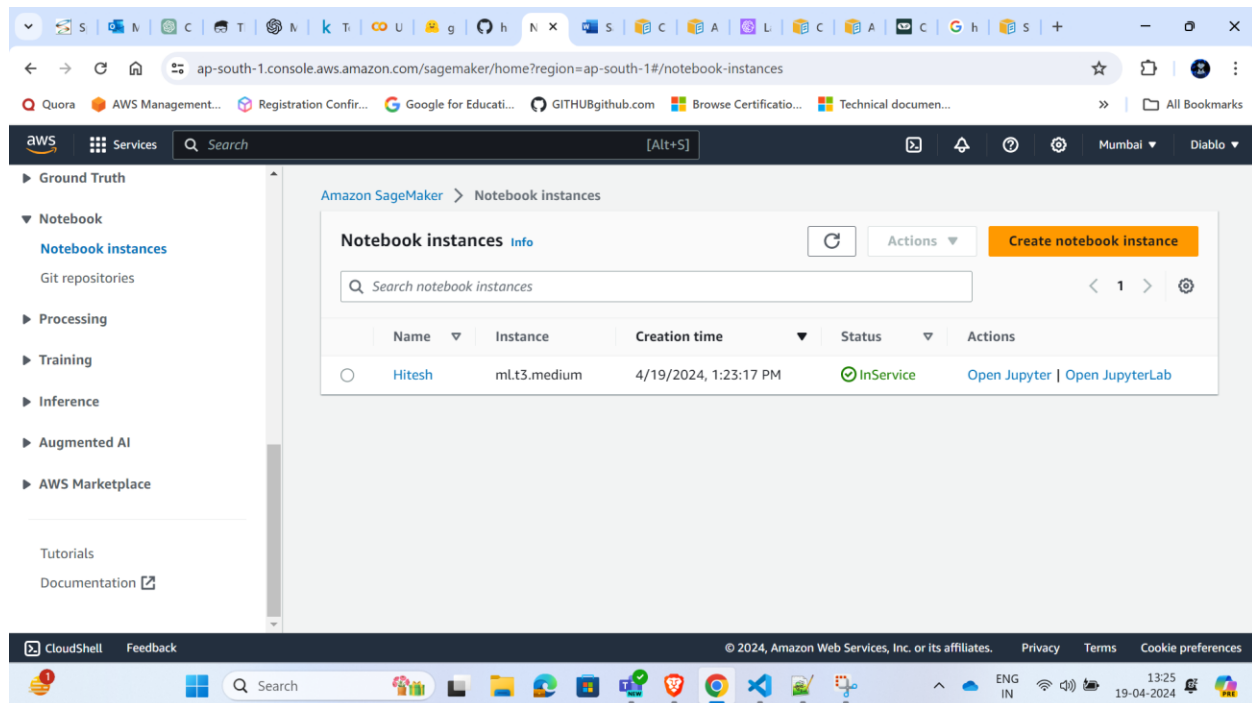 S M C T M k T CO U g h N × S C A L C A C G h S +
ap-south-1.console.aws.amazon.com/sagemaker/home?region=ap-south-1#/notebook-instances
Quora AWS Management... Registration Confir... Google for Educati... GITHUBgithub.com Browse Certificatio... Technical documen... » All Bookmarks
aws Services Search [Alt+S] Mumbai ▼ Diablo ▼
Ground Truth
Notebook
Notebook instances
Git repositories
Processing
Training
Inference
Augmented AI
AWS Marketplace
Tutorials
Documentation
Amazon SageMaker > Notebook instances
Notebook instances Info Actions ▼ Create notebook instance
Search notebook instances < 1 >
Name Instance Creation time Status Actions
Hitesh ml.t3.medium 4/19/2024, 1:23:17 PM InService Open Jupyter | Open JupyterLab
CloudShell Feedback © 2024, Amazon Web Services, Inc. or its affiliates. Privacy Terms Cookie preferences
1 Search NEW ENG 13:25 PRE
IN 19-04-2024